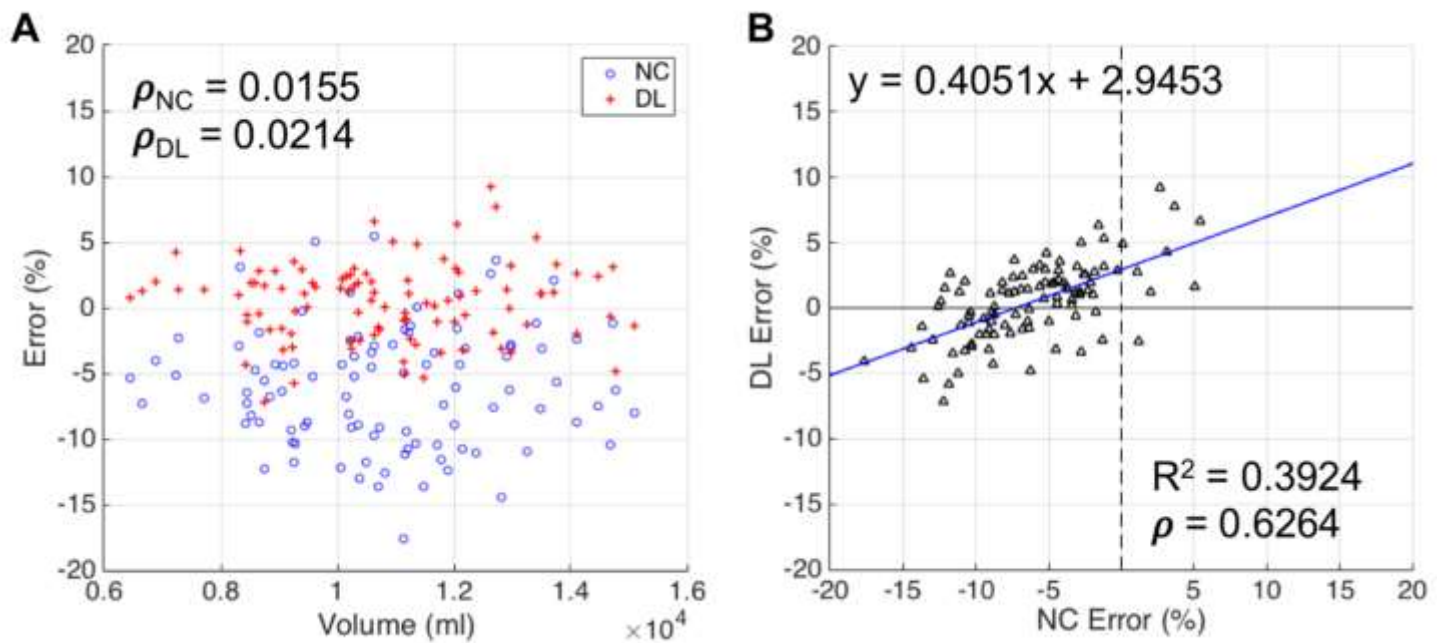 A
20
15
10
5
0
-5
-10
-15
-20
Error (%)
ρNC = 0.0155
ρDL = 0.0214
NC
DL
0.6 0.8 1 1.2 1.4 1.6
Volume (ml) ×10⁴
B
20
15
10
5
0
-5
-10
-15
-20
DL Error (%)
y = 0.4051x + 2.9453
R² = 0.3924
ρ = 0.6264
-20 -15 -10 -5 0 5 10 15 20
NC Error (%)